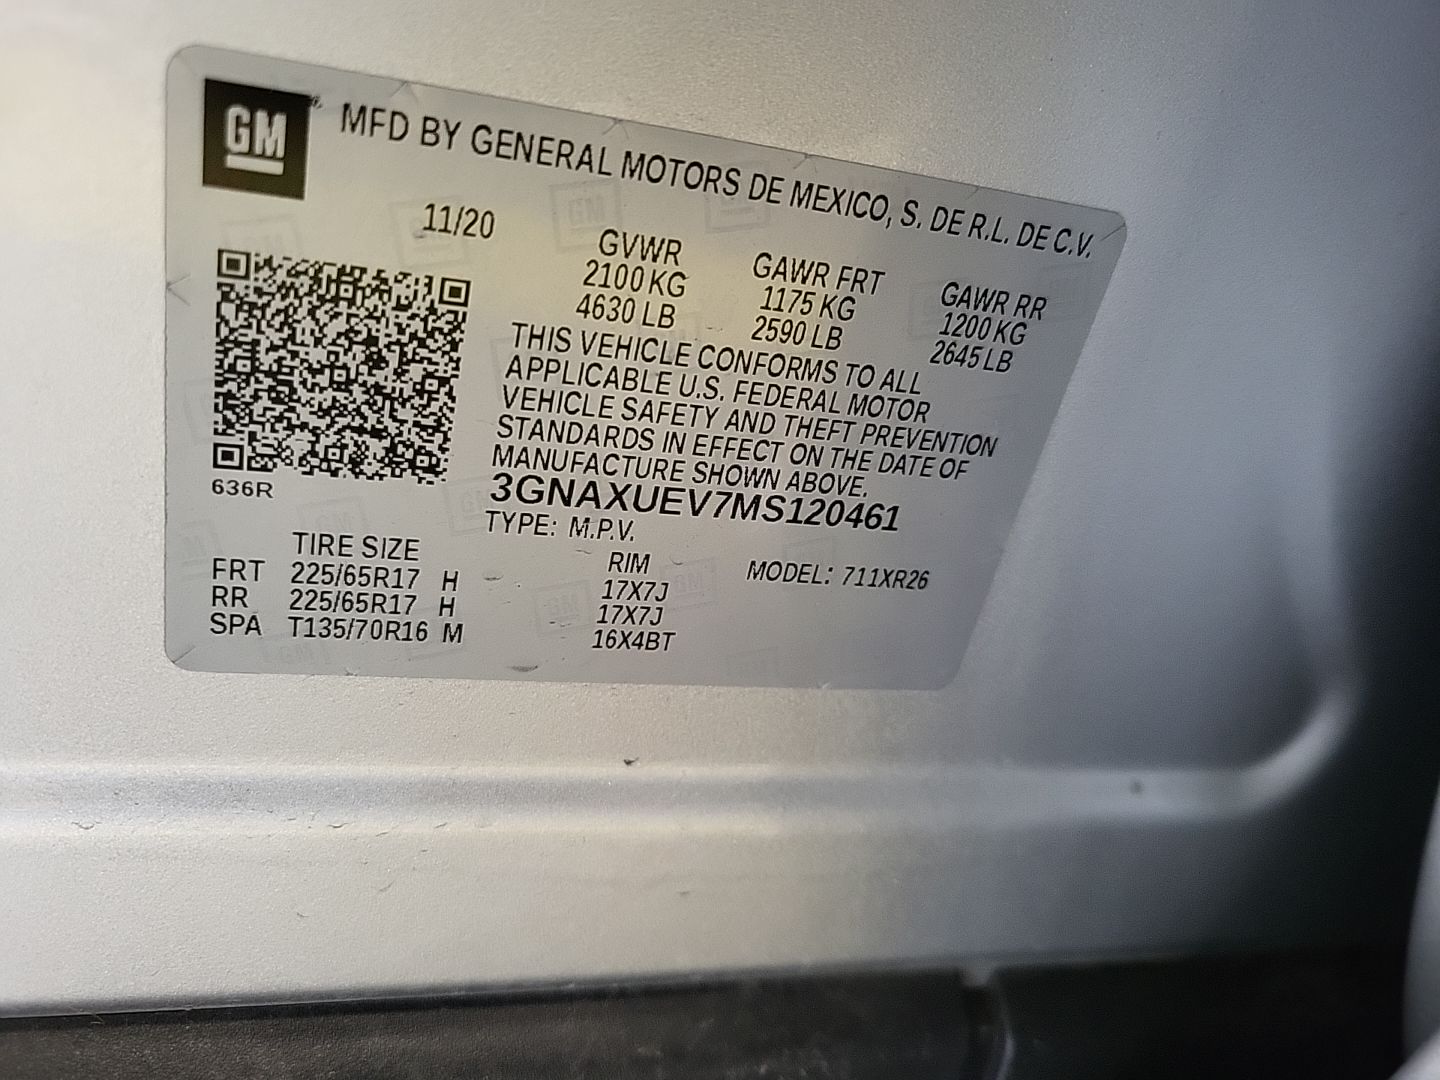 GM
MFD BY GENERAL MOTORS DE MEXICO, S. DE R.L. DE C.V.
11/20
GVWR GAWR FRT GAWR RR
2100 KG 1175 KG 1200 KG
4630 LB 2590 LB 2645 LB
THIS VEHICLE CONFORMS TO ALL
APPLICABLE U.S. FEDERAL MOTOR
VEHICLE SAFETY AND THEFT PREVENTION
STANDARDS IN EFFECT ON THE DATE OF
MANUFACTURE SHOWN ABOVE.
636R
3GNAXUEV7MS120461
TYPE: M.P.V. MODEL: 711XR26
TIRE SIZE RIM
FRT 225/65R17 H 17X7J
RR 225/65R17 H 17X7J
SPA T135/70R16 M 16X4BT